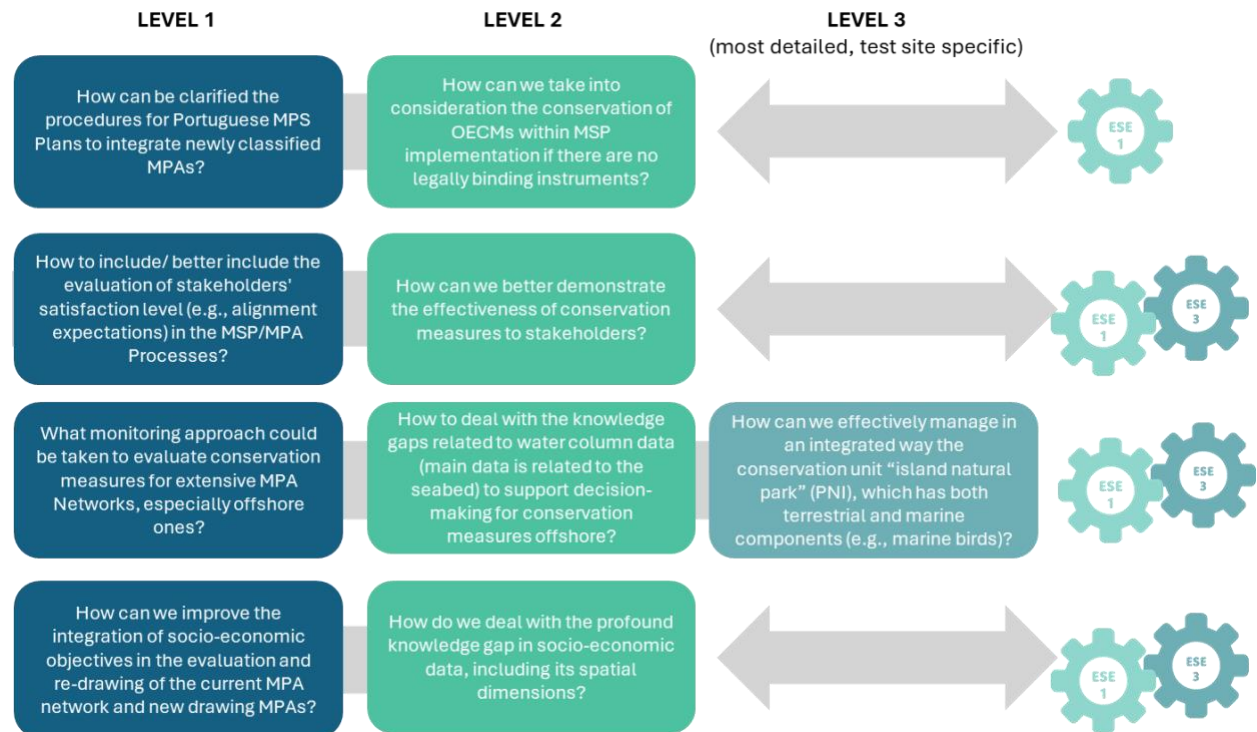 LEVEL 1
LEVEL 2
LEVEL 3
(most detailed, test site specific)
How can be clarified the
procedures for Portuguese MPS
Plans to integrate newly classified
MPAs?
How can we take into
consideration the conservation of
OECMs within MSP
implementation if there are no
legally binding instruments?
ESE
1
How to include/ better include the
evaluation of stakeholders'
satisfaction level (e.g., alignment
expectations) in the MSP/MPA
Processes?
How can we better demonstrate
the effectiveness of conservation
measures to stakeholders?
ESE
1
ESE
3
What monitoring approach could
be taken to evaluate conservation
measures for extensive MPA
Networks, especially offshore
ones?
How to deal with the knowledge
gaps related to water column data
(main data is related to the
seabed) to support decision-
making for conservation
measures offshore?
How can we effectively manage in
an integrated way the
conservation unit “island natural
park” (PNI), which has both
terrestrial and marine
components (e.g., marine birds)?
ESE
1
ESE
3
How can we improve the
integration of socio-economic
objectives in the evaluation and
re-drawing of the current MPA
network and new drawing MPAs?
How do we deal with the profound
knowledge gap in socio-economic
data, including its spatial
dimensions?
ESE
1
ESE
3